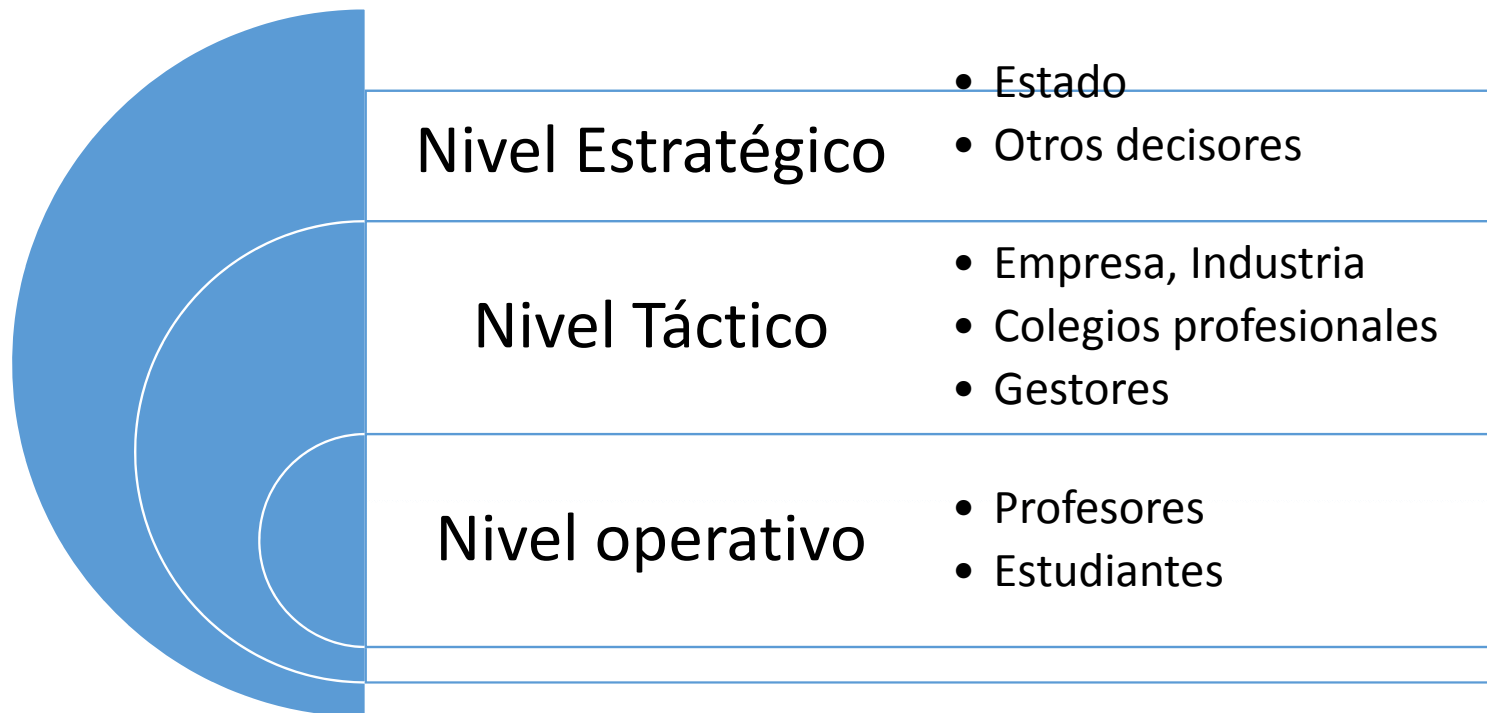 Nivel Estratégico
• Estado
• Otros decisores
Nivel Táctico
• Empresa, Industria
• Colegios profesionales
• Gestores
Nivel operativo
• Profesores
• Estudiantes